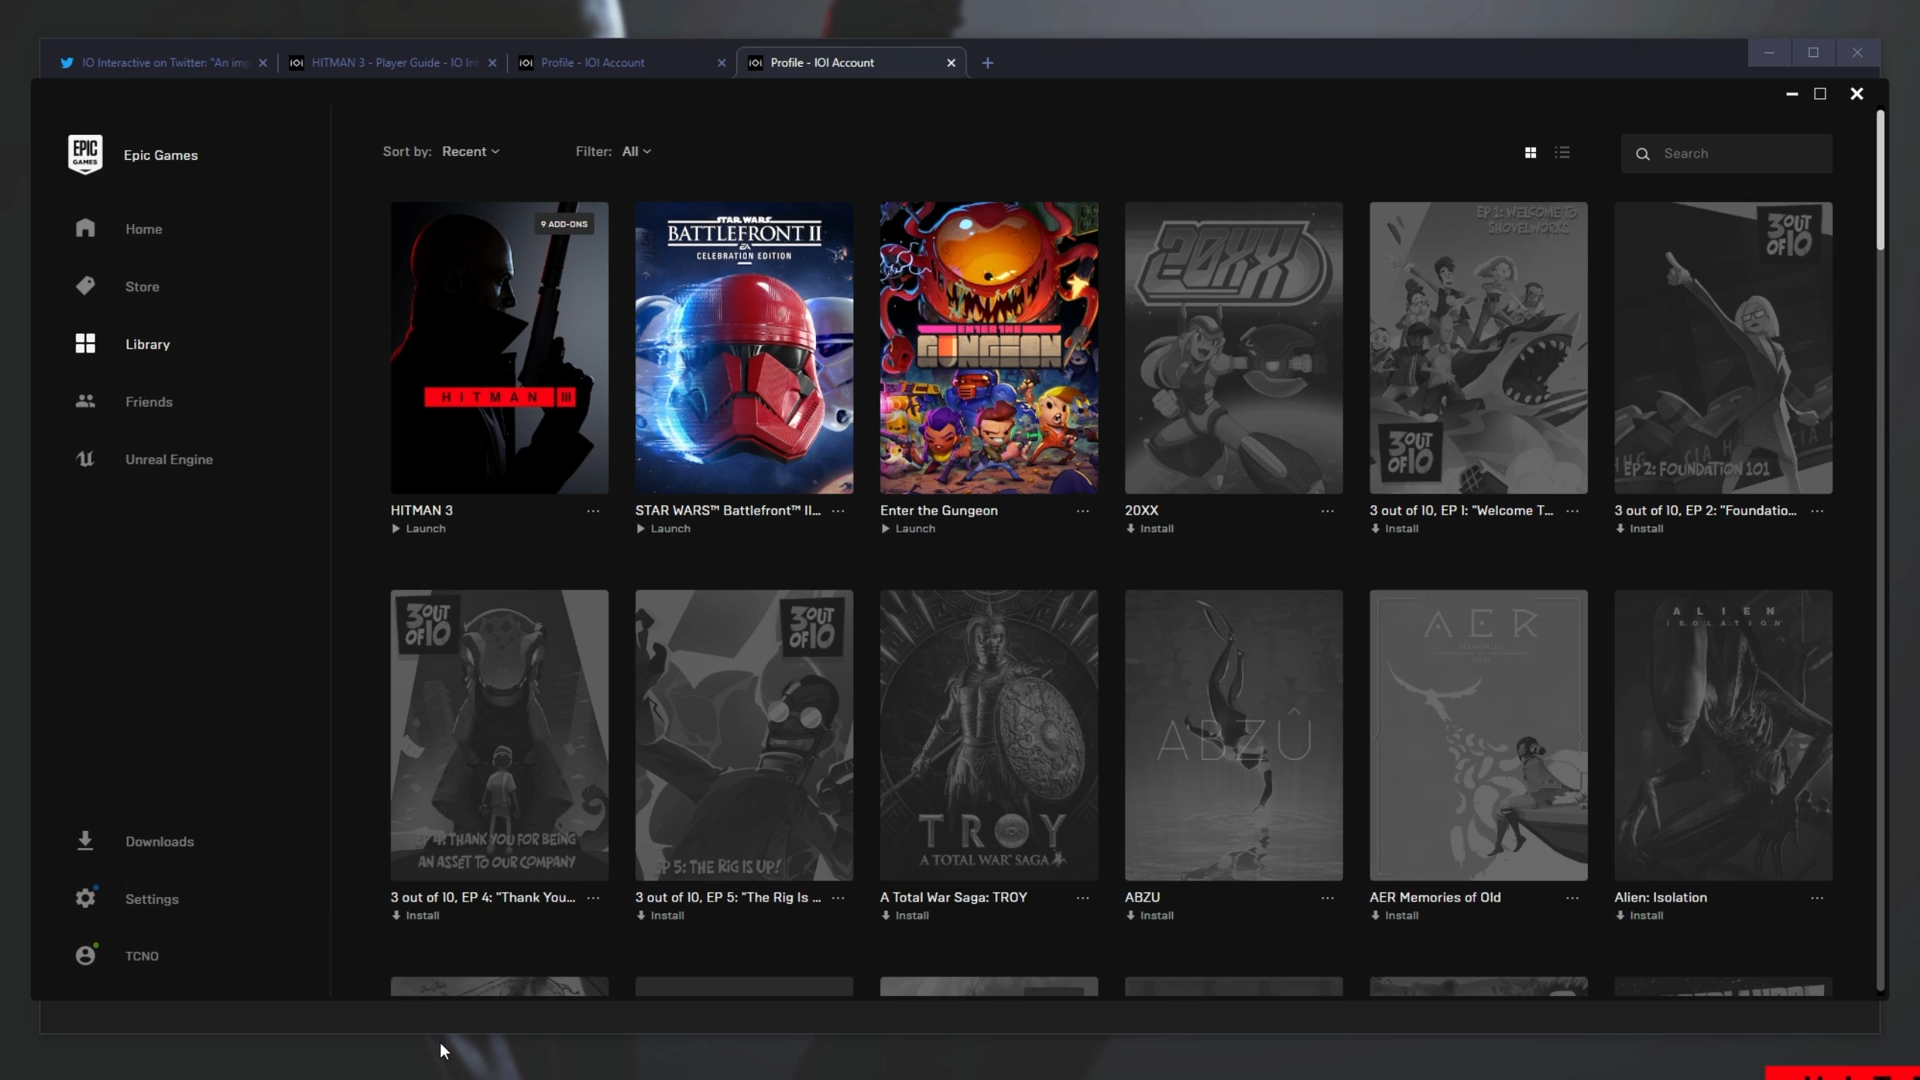 IO Interactive on Twitter: "An im
HITMAN 3 - Player Guide - IO In
Profile - IOI Account
Profile - IOI Account
EPIC
GAMES
Epic Games
Home
Store
Library
Friends
Unreal Engine
Downloads
Settings
TCNO
Sort by: Recent
Filter: All
Search
9 ADD-ONS
HITMAN III
STAR WARS
BATTLEFRONT II
EA
CELEBRATION EDITION
ENTER THE
GUNGEON
20XX
EP 1: WELCOME TO
SHOVELWORKS
3 OUT
OF 10
3 OUT
OF 10
EP 2: FOUNDATION 101
HITMAN 3
Launch
STAR WARS™ Battlefront™ II...
Launch
Enter the Gungeon
Launch
20XX
Install
3 out of 10, EP 1: "Welcome T...
Install
3 out of 10, EP 2: "Foundatio...
Install
3 OUT
OF 10
EP 4: THANK YOU FOR BEING
AN ASSET TO OUR COMPANY
3 OUT
OF 10
EP 5: THE RIG IS UP!
TROY
A TOTAL WAR SAGA
ABZÛ
AER
MEMORIES
OF
OLD
ALIEN
ISOLATION
3 out of 10, EP 4: "Thank You...
Install
3 out of 10, EP 5: "The Rig Is ...
Install
A Total War Saga: TROY
Install
ABZU
Install
AER Memories of Old
Install
Alien: Isolation
Install